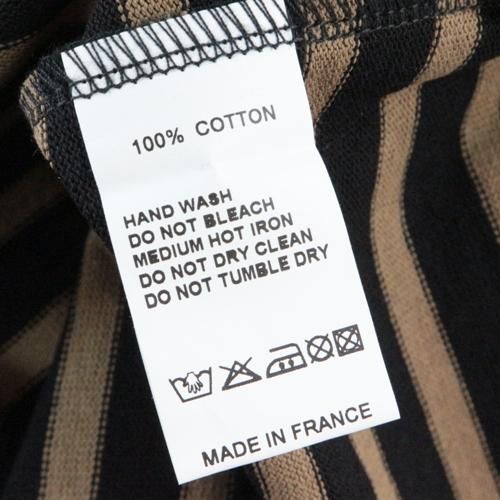 100% COTTON
HAND WASH
DO NOT BLEACH
MEDIUM HOT IRON
DO NOT DRY CLEAN
DO NOT TUMBLE DRY
MADE IN FRANCE